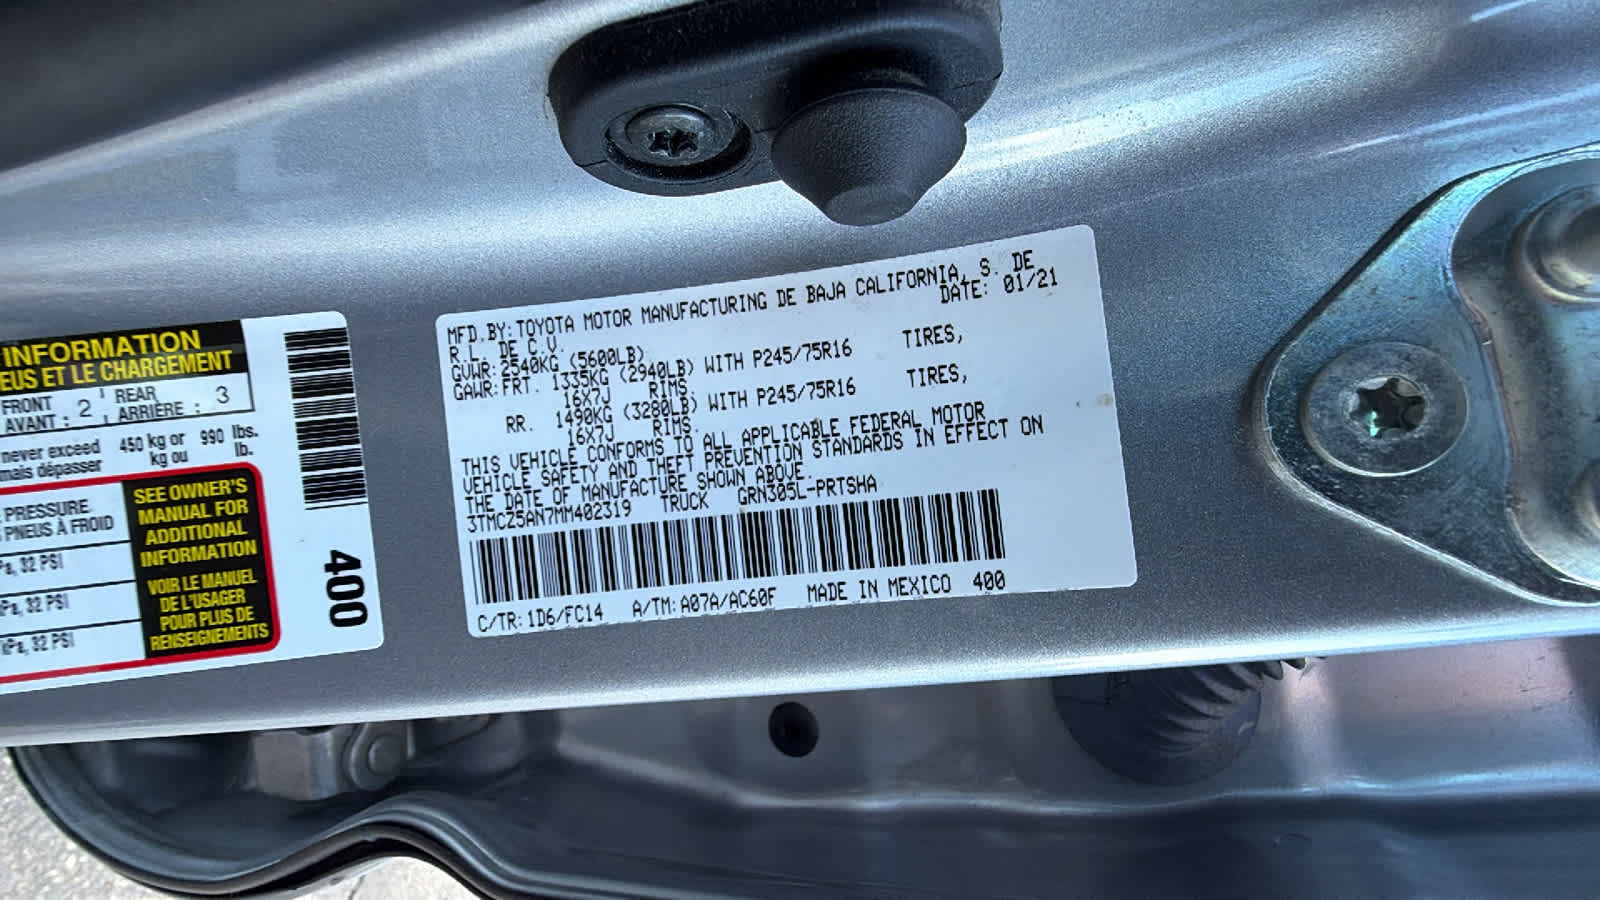 INFORMATION
EUS ET LE CHARGEMENT
FRONT
AVANT : 2
REAR
ARRIÈRE : 3
never exceed 450 kg or 990 lbs.
mais dépasser kg ou lb.
PRESSURE
PNEUS À FROID
Pa, 32 PSI
kPa, 32 PSI
kPa, 32 PSI
SEE OWNER'S
MANUAL FOR
ADDITIONAL
INFORMATION
VOIR LE MANUEL
DE L'USAGER
POUR PLUS DE
RENSEIGNEMENTS
400
MFD.BY:TOYOTA MOTOR MANUFACTURING DE BAJA CALIFORNIA, S. DE
R.L. DE C.V. DATE: 01/21
GVWR:2540KG (5600LB)
GAWR:FRT. 1335KG (2940LB) WITH P245/75R16 TIRES,
16X7J RIMS.
RR. 1490KG (3280LB) WITH P245/75R16 TIRES,
16X7J RIMS.
THIS VEHICLE CONFORMS TO ALL APPLICABLE FEDERAL MOTOR
VEHICLE SAFETY AND THEFT PREVENTION STANDARDS IN EFFECT ON
THE DATE OF MANUFACTURE SHOWN ABOVE.
3TMCZ5AN7MM402319 TRUCK GRN305L-PRTSHA
C/TR:1D6/FC14 A/TM:A07A/AC60F MADE IN MEXICO 400